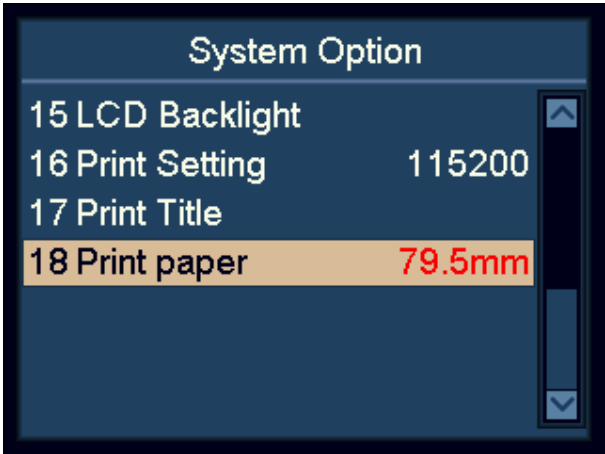 System Option
15 LCD Backlight
16 Print Setting 115200
17 Print Title
18 Print paper 79.5mm